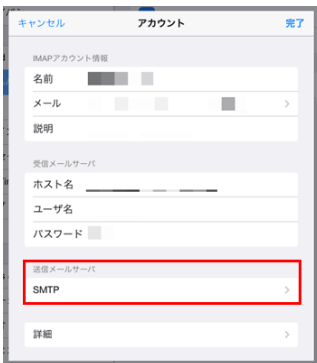 キャンセル アカウント 完了
IMAPアカウント情報
名前
メール
説明
受信メールサーバ
ホスト名
ユーザ名
パスワード
送信メールサーバ
SMTP
詳細